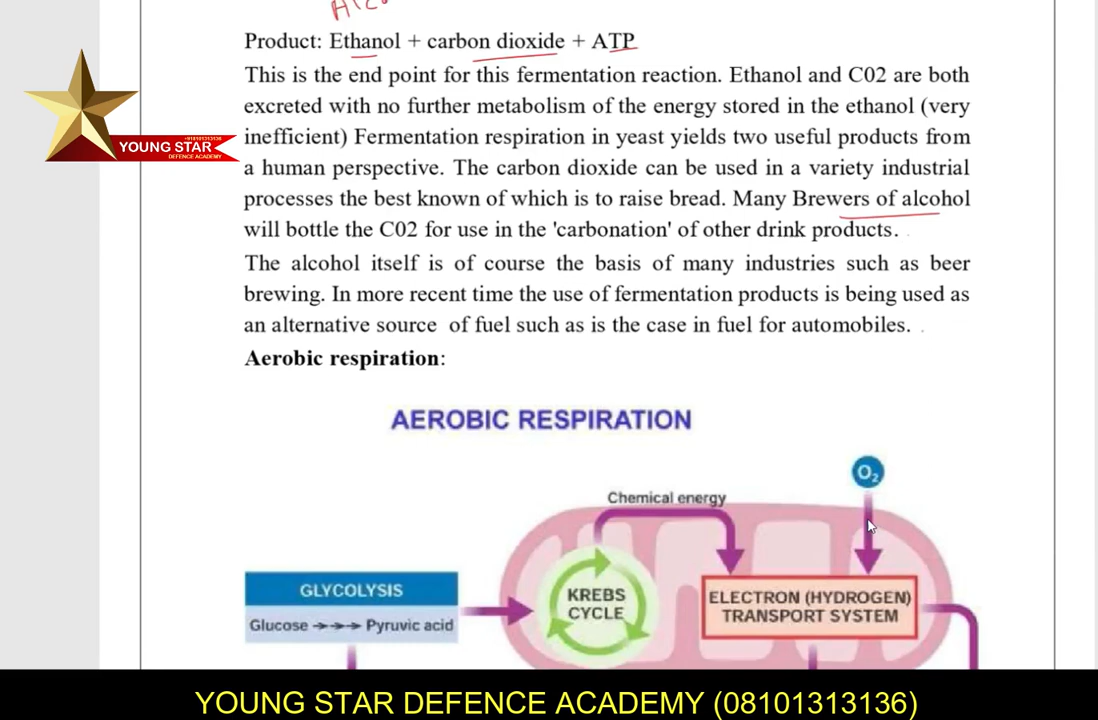 Product: Ethanol + carbon dioxide + ATP
This is the end point for this fermentation reaction. Ethanol and C02 are both
excreted with no further metabolism of the energy stored in the ethanol (very
inefficient) Fermentation respiration in yeast yields two useful products from
a human perspective. The carbon dioxide can be used in a variety industrial
processes the best known of which is to raise bread. Many Brewers of alcohol
will bottle the C02 for use in the 'carbonation' of other drink products.
The alcohol itself is of course the basis of many industries such as beer
brewing. In more recent time the use of fermentation products is being used as
an alternative source of fuel such as is the case in fuel for automobiles.
+918101313136
YOUNG STAR
DEFENCE ACADEMY
Aerobic respiration:
AEROBIC RESPIRATION
O2
Chemical energy
GLYCOLYSIS
Glucose →→→ Pyruvic acid
KREBS
CYCLE
ELECTRON (HYDROGEN)
TRANSPORT SYSTEM
YOUNG STAR DEFENCE ACADEMY (08101313136)